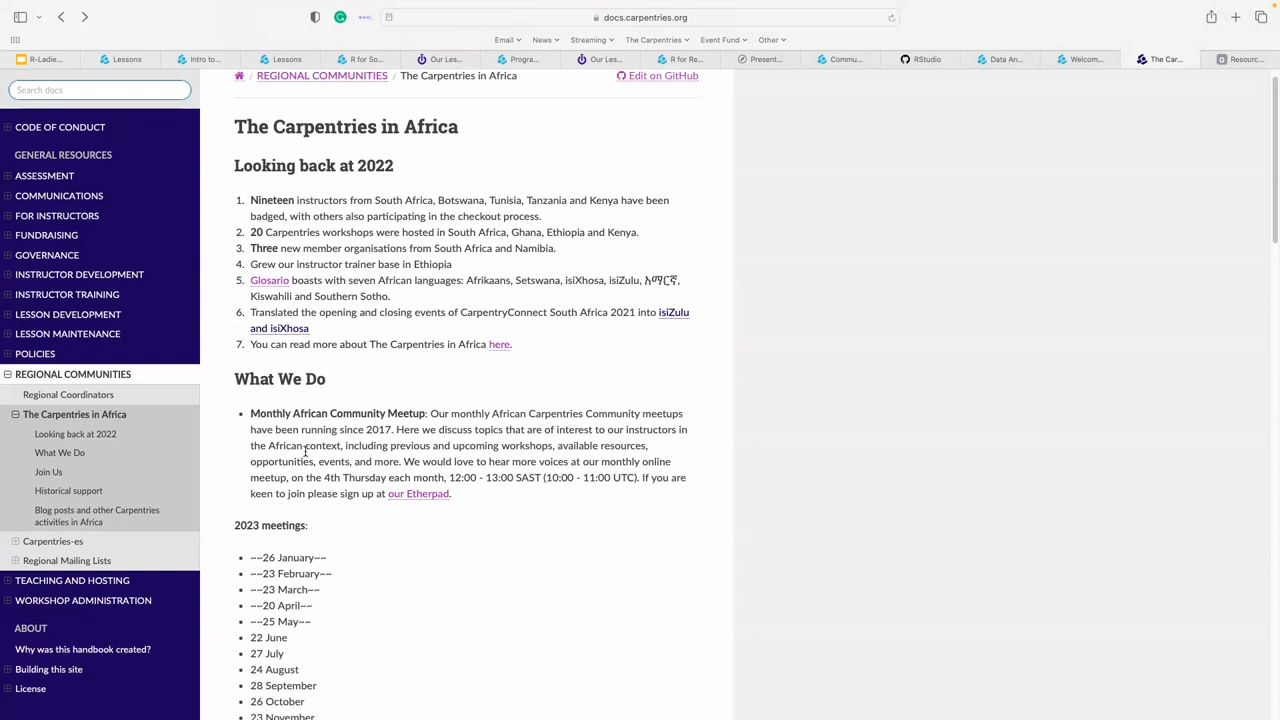 docs.carpentries.org
Email News Streaming The Carpentries Event Fund Other
R-Ladie... Lessons Intro to... Lessons R for So... Our Les... Progra... Our Les... R for Re... Present... Commu... RStudio Data An... Welcom... The Car... Resourc...
Search docs
CODE OF CONDUCT
GENERAL RESOURCES
ASSESSMENT
COMMUNICATIONS
FOR INSTRUCTORS
FUNDRAISING
GOVERNANCE
INSTRUCTOR DEVELOPMENT
INSTRUCTOR TRAINING
LESSON DEVELOPMENT
LESSON MAINTENANCE
POLICIES
REGIONAL COMMUNITIES
Regional Coordinators
The Carpentries in Africa
Looking back at 2022
What We Do
Join Us
Historical support
Blog posts and other Carpentries
activities in Africa
Carpentries-es
Regional Mailing Lists
TEACHING AND HOSTING
WORKSHOP ADMINISTRATION
ABOUT
Why was this handbook created?
Building this site
License
/ REGIONAL COMMUNITIES / The Carpentries in Africa
Edit on GitHub
The Carpentries in Africa
Looking back at 2022
1. Nineteen instructors from South Africa, Botswana, Tunisia, Tanzania and Kenya have been
badged, with others also participating in the checkout process.
2. 20 Carpentries workshops were hosted in South Africa, Ghana, Ethiopia and Kenya.
3. Three new member organisations from South Africa and Namibia.
4. Grew our instructor trainer base in Ethiopia
5. Glosario boasts with seven African languages: Afrikaans, Setswana, isiXhosa, isiZulu, አማርኛ,
Kiswahili and Southern Sotho.
6. Translated the opening and closing events of CarpentryConnect South Africa 2021 into isiZulu
and isiXhosa
7. You can read more about The Carpentries in Africa here.
What We Do
• Monthly African Community Meetup: Our monthly African Carpentries Community meetups
have been running since 2017. Here we discuss topics that are of interest to our instructors in
the African context, including previous and upcoming workshops, available resources,
opportunities, events, and more. We would love to hear more voices at our monthly online
meetup, on the 4th Thursday each month, 12:00 - 13:00 SAST (10:00 - 11:00 UTC). If you are
keen to join please sign up at our Etherpad.
2023 meetings:
• ~~26 January~~
• ~~23 February~~
• ~~23 March~~
• ~~20 April~~
• ~~25 May~~
• 22 June
• 27 July
• 24 August
• 28 September
• 26 October
• 23 November